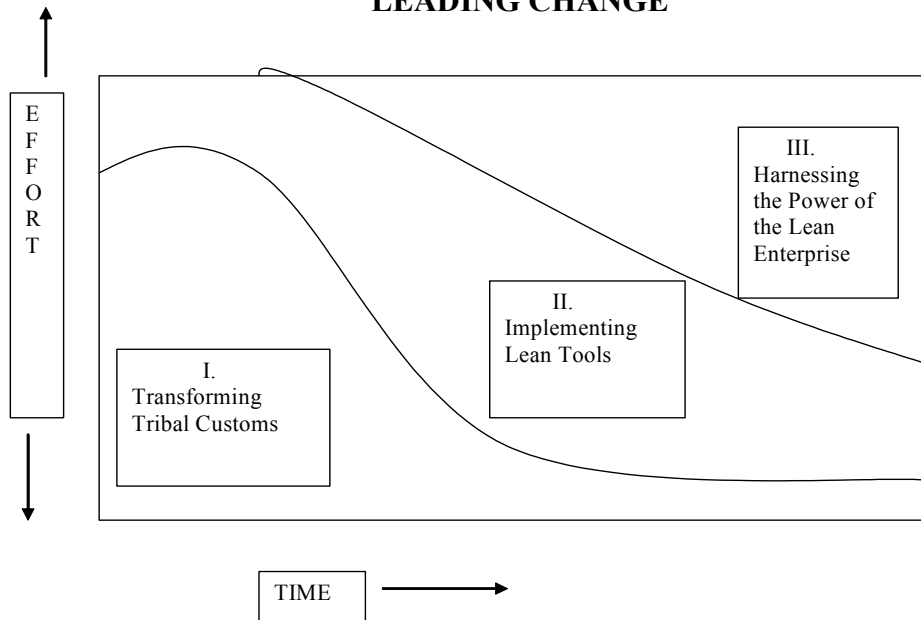 LEADING CHANGE
E
F
F
O
R
T
I.
Transforming
Tribal Customs
II.
Implementing
Lean Tools
III.
Harnessing
the Power of
the Lean
Enterprise
TIME